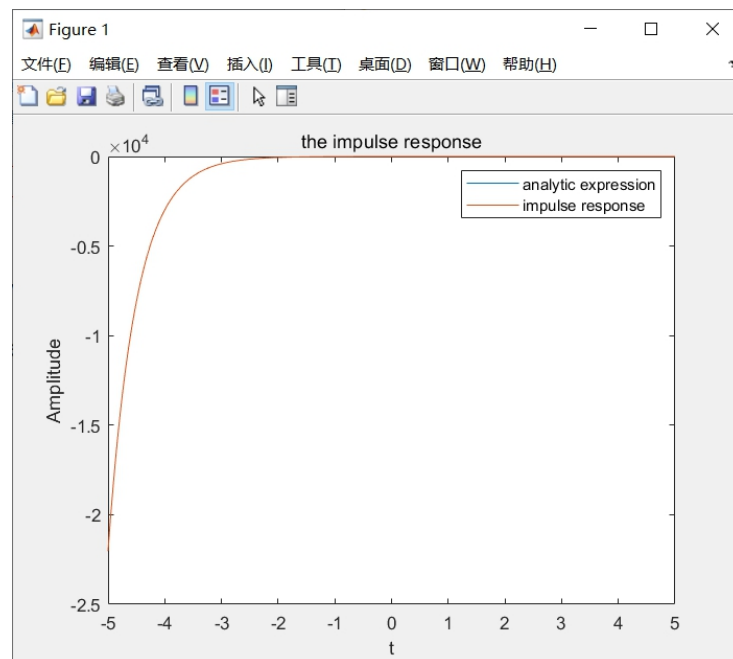 Figure 1
文件(F) 编辑(E) 查看(V) 插入(I) 工具(T) 桌面(D) 窗口(W) 帮助(H)
×10⁴
the impulse response
analytic expression
impulse response
0
-0.5
-1
-1.5
-2
-2.5
Amplitude
-5 -4 -3 -2 -1 0 1 2 3 4 5
t